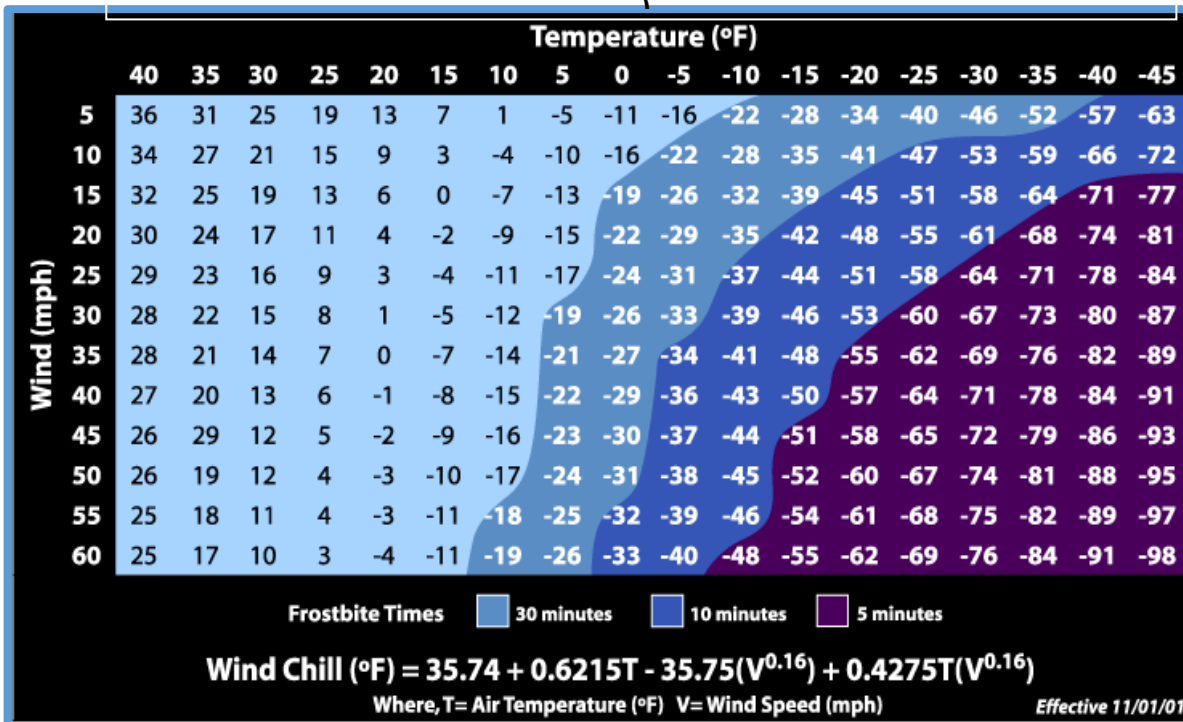 Temperature (ºF)
40 35 30 25 20 15 10 5 0 -5 -10 -15 -20 -25 -30 -35 -40 -45
Wind (mph)
5 36 31 25 19 13 7 1 -5 -11 -16 -22 -28 -34 -40 -46 -52 -57 -63
10 34 27 21 15 9 3 -4 -10 -16 -22 -28 -35 -41 -47 -53 -59 -66 -72
15 32 25 19 13 6 0 -7 -13 -19 -26 -32 -39 -45 -51 -58 -64 -71 -77
20 30 24 17 11 4 -2 -9 -15 -22 -29 -35 -42 -48 -55 -61 -68 -74 -81
25 29 23 16 9 3 -4 -11 -17 -24 -31 -37 -44 -51 -58 -64 -71 -78 -84
30 28 22 15 8 1 -5 -12 -19 -26 -33 -39 -46 -53 -60 -67 -73 -80 -87
35 28 21 14 7 0 -7 -14 -21 -27 -34 -41 -48 -55 -62 -69 -76 -82 -89
40 27 20 13 6 -1 -8 -15 -22 -29 -36 -43 -50 -57 -64 -71 -78 -84 -91
45 26 29 12 5 -2 -9 -16 -23 -30 -37 -44 -51 -58 -65 -72 -79 -86 -93
50 26 19 12 4 -3 -10 -17 -24 -31 -38 -45 -52 -60 -67 -74 -81 -88 -95
55 25 18 11 4 -3 -11 -18 -25 -32 -39 -46 -54 -61 -68 -75 -82 -89 -97
60 25 17 10 3 -4 -11 -19 -26 -33 -40 -48 -55 -62 -69 -76 -84 -91 -98
Frostbite Times 30 minutes 10 minutes 5 minutes
Wind Chill (ºF) = 35.74 + 0.6215T - 35.75(V^0.16) + 0.4275T(V^0.16)
Where, T= Air Temperature (ºF) V= Wind Speed (mph) Effective 11/01/01